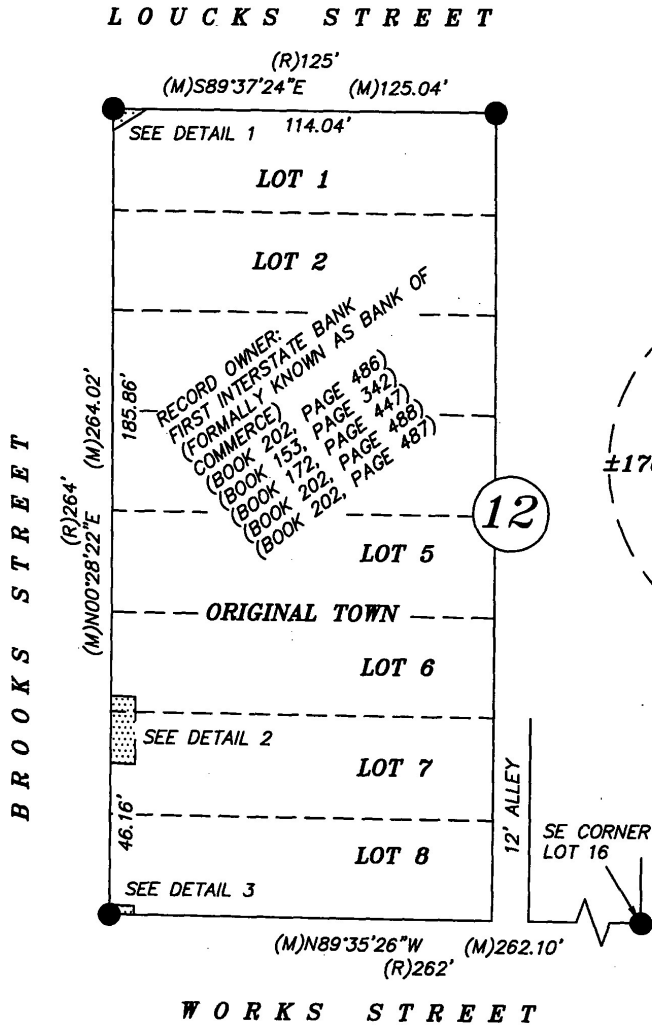 LOUCKS STREET
(R)125'
(M)S89°37'24"E (M)125.04'
114.04'
SEE DETAIL 1
LOT 1
LOT 2
RECORD OWNER:
FIRST INTERSTATE BANK
(FORMALLY KNOWN AS BANK OF
COMMERCE)
(BOOK 202, PAGE 486)
(BOOK 153, PAGE 342)
(BOOK 172, PAGE 447)
(BOOK 202, PAGE 488)
(BOOK 202, PAGE 487)
BROOKS STREET
(R)264'
(M)N00°28'22"E (M)264.02'
185.86'
12
LOT 5
ORIGINAL TOWN
LOT 6
SEE DETAIL 2
LOT 7
46.16'
LOT 8
12' ALLEY
SE CORNER
LOT 16
SEE DETAIL 3
(M)N89°35'26"W (M)262.10'
(R)262'
WORKS STREET